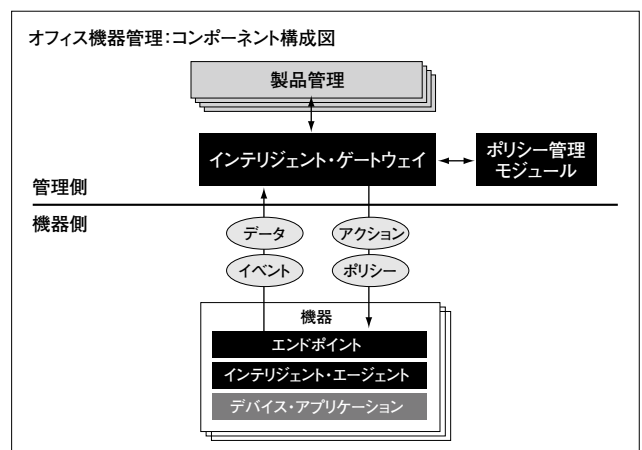 オフィス機器管理:コンポーネント構成図
製品管理
インテリジェント・ゲートウェイ
ポリシー管理
モジュール
管理側
機器側
データ
アクション
イベント
ポリシー
機器
エンドポイント
インテリジェント・エージェント
デバイス・アプリケーション